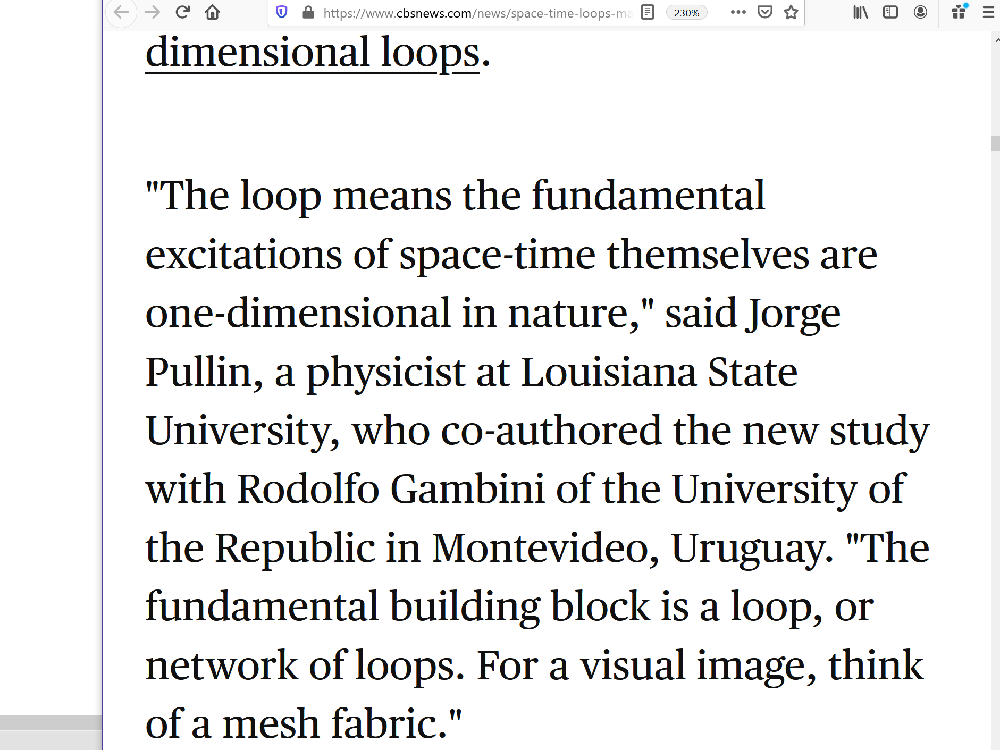 https://www.cbsnews.com/news/space-time-loops-ma
230%
dimensional loops.
"The loop means the fundamental
excitations of space-time themselves are
one-dimensional in nature," said Jorge
Pullin, a physicist at Louisiana State
University, who co-authored the new study
with Rodolfo Gambini of the University of
the Republic in Montevideo, Uruguay. "The
fundamental building block is a loop, or
network of loops. For a visual image, think
of a mesh fabric."